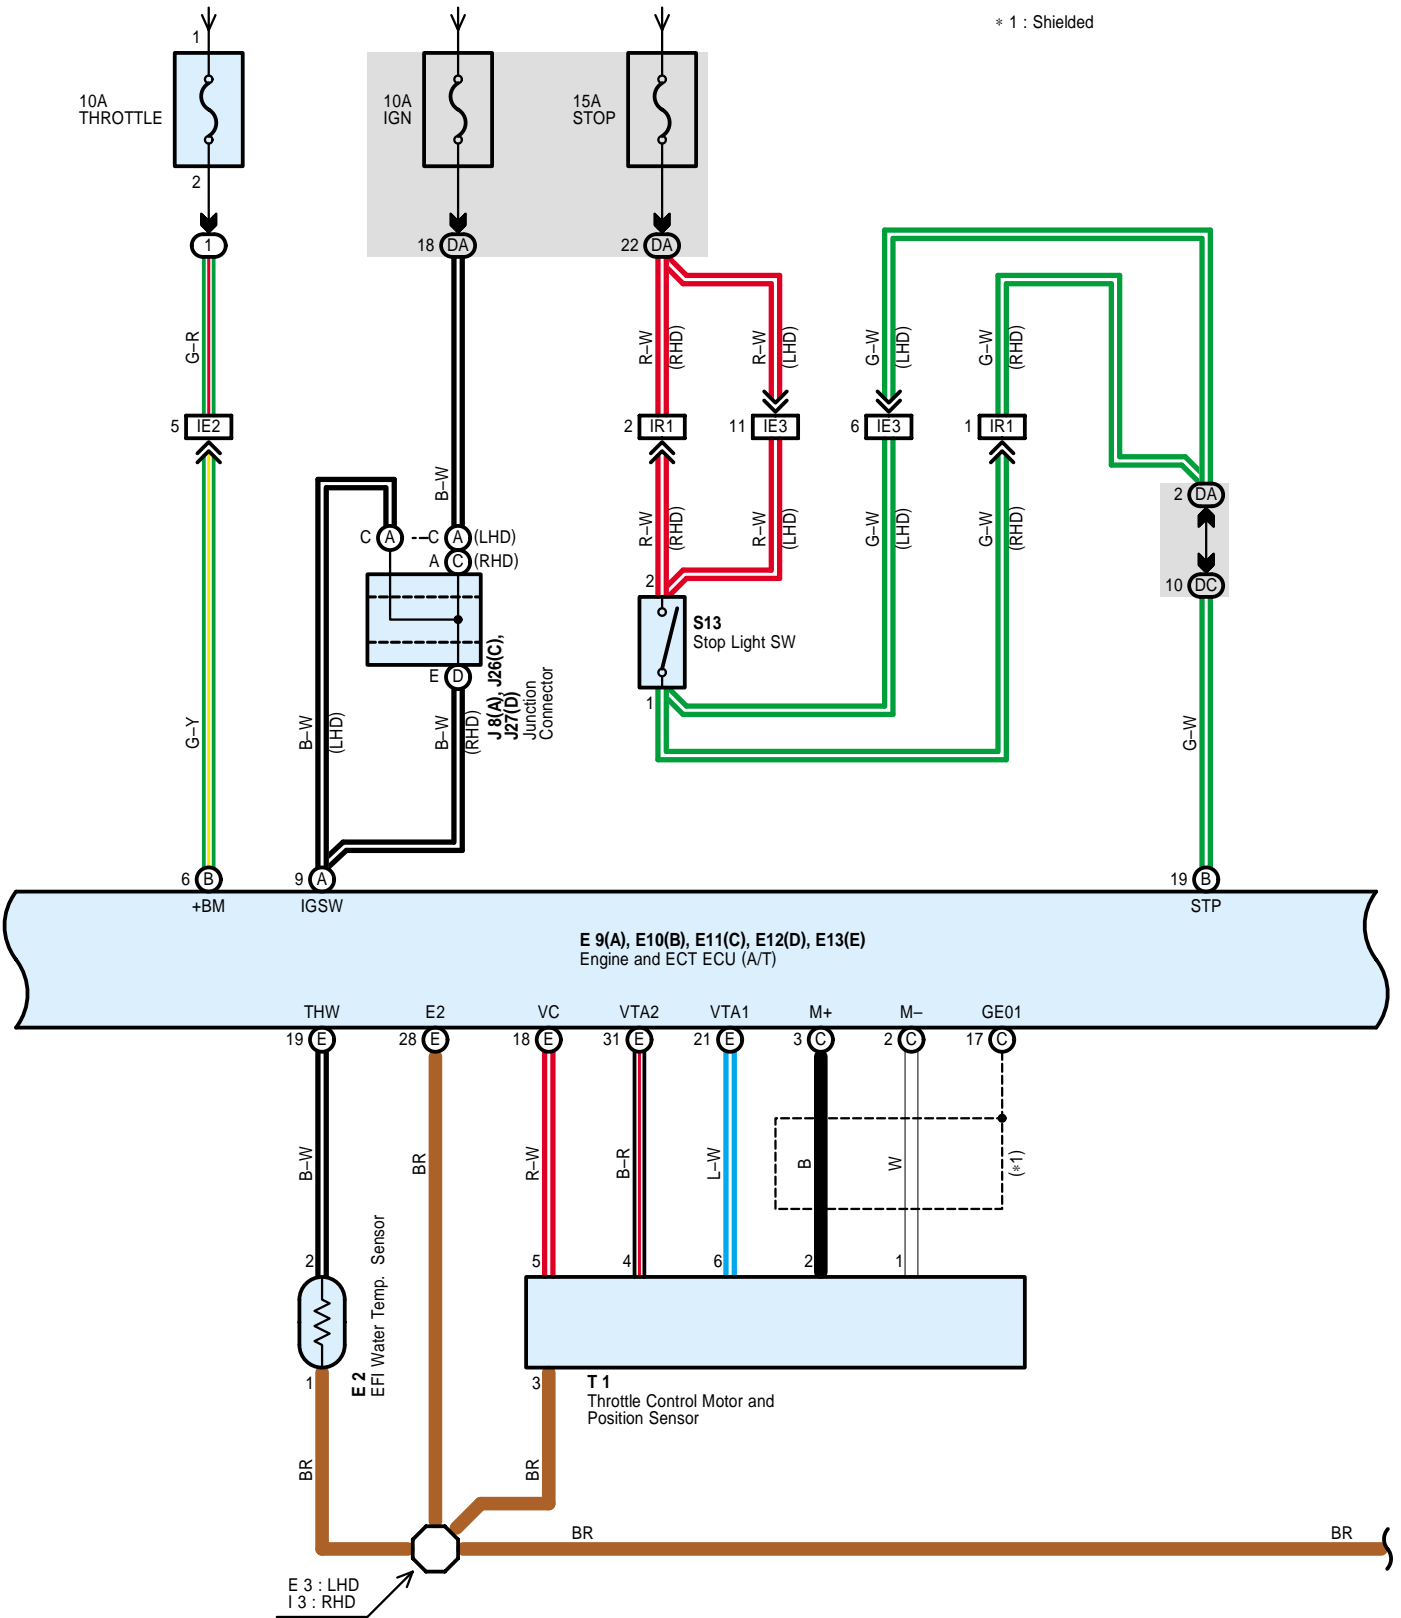 * 1 : Shielded
1
10A
THROTTLE
10A
IGN
15A
STOP
2
1
18 DA
22 DA
G–R
R–W
(RHD)
R–W
(LHD)
G–W
(LHD)
G–W
(RHD)
5 IE2
2 IR1
11 IE3
6 IE3
1 IR1
B–W
R–W
(RHD)
R–W
(LHD)
G–W
(LHD)
G–W
(RHD)
2 DA
C A
C A (LHD)
A C (RHD)
2
10 DC
S13
Stop Light SW
E D
1
J 8(A), J26(C),
J27(D)
Junction
Connector
G–Y
B–W
(LHD)
B–W
(RHD)
G–W
6 B
9 A
19 B
+BM
IGSW
STP
E 9(A), E10(B), E11(C), E12(D), E13(E)
Engine and ECT ECU (A/T)
THW
E2
VC
VTA2
VTA1
M+
M–
GE01
19 E
28 E
18 E
31 E
21 E
3 C
2 C
17 C
B–W
BR
R–W
B–R
L–W
B
W
(*1)
2
5
4
6
2
1
E 2
EFI Water Temp. Sensor
1
3
T 1
Throttle Control Motor and
Position Sensor
BR
BR
BR
BR
E 3 : LHD
I 3 : RHD